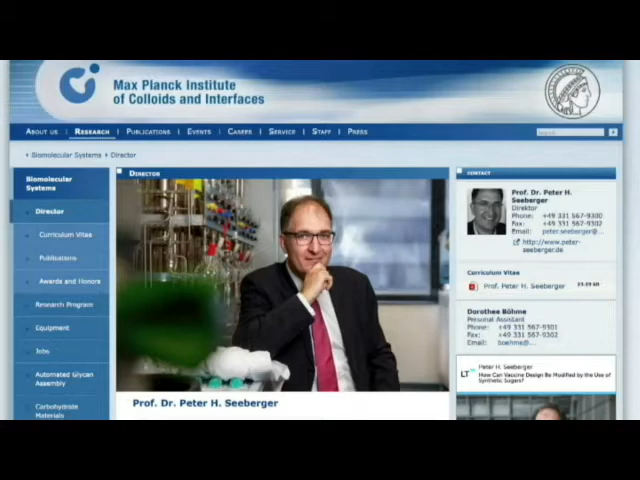 Max Planck Institute
of Colloids and Interfaces
About us
Research
Publications
Events
Career
Service
Staff
Press
Biomolecular Systems
Director
Biomolecular
Systems
Director
Curriculum Vitae
Publications
Awards and Honors
Research Program
Equipment
Jobs
Automated Glycan
Assembly
Carbohydrate
Materials
Director
Prof. Dr. Peter H. Seeberger
contact
Prof. Dr. Peter H.
Seeberger
Direktor
Phone: +49 331 567-9300
Fax: +49 331 567-9302
Email: peter.seeberger@...
http://www.peter-
seeberger.de
Curriculum Vitae
Prof. Peter H. Seeberger
Dorothee Böhme
Personal Assistant
Phone: +49 331 567-9301
Fax: +49 331 567-9302
Email: boehme@...
LT
Peter H. Seeberger
How Can Vaccine Design Be Modified by the Use of
Synthetic Sugars?